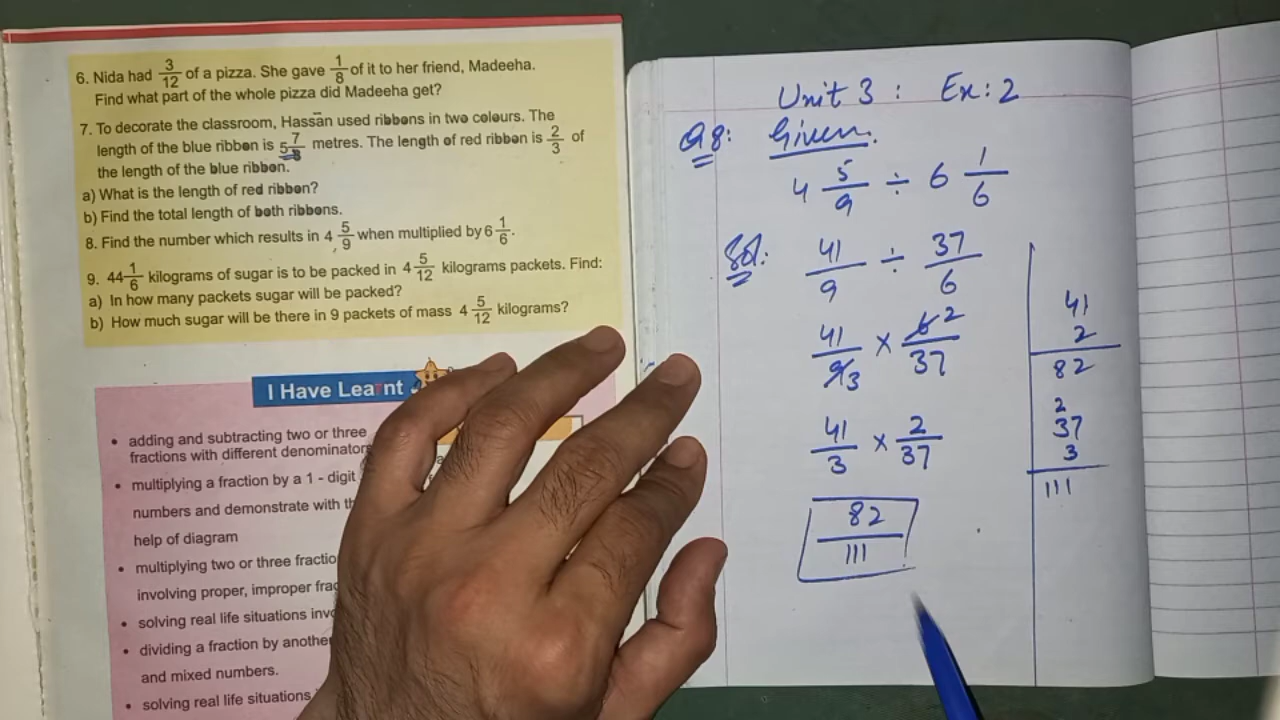 6. Nida had 3/12 of a pizza. She gave 1/8 of it to her friend, Madeeha.
Find what part of the whole pizza did Madeeha get?
7. To decorate the classroom, Hassan used ribbons in two colours. The
length of the blue ribbon is 5 7/8 metres. The length of red ribbon is 2/3 of
the length of the blue ribbon.
a) What is the length of red ribbon?
b) Find the total length of both ribbons.
8. Find the number which results in 4 5/9 when multiplied by 6 1/6.
9. 44 1/6 kilograms of sugar is to be packed in 4 5/12 kilograms packets. Find:
a) In how many packets sugar will be packed?
b) How much sugar will be there in 9 packets of mass 4 5/12 kilograms?
I Have Learnt
• adding and subtracting two or three
fractions with different denominators
• multiplying a fraction by a 1 - digit
numbers and demonstrate with th
help of diagram
• multiplying two or three fractio
involving proper, improper frac
• solving real life situations invo
• dividing a fraction by another
and mixed numbers.
• solving real life situations
Unit 3 : Ex: 2
Q8: Given.
4 5/9 ÷ 6 1/6
Sol:
41/9 ÷ 37/6
41/9 3 × 6 2/37
41/3 × 2/37
82/111
41
2
82
2
37
3
111